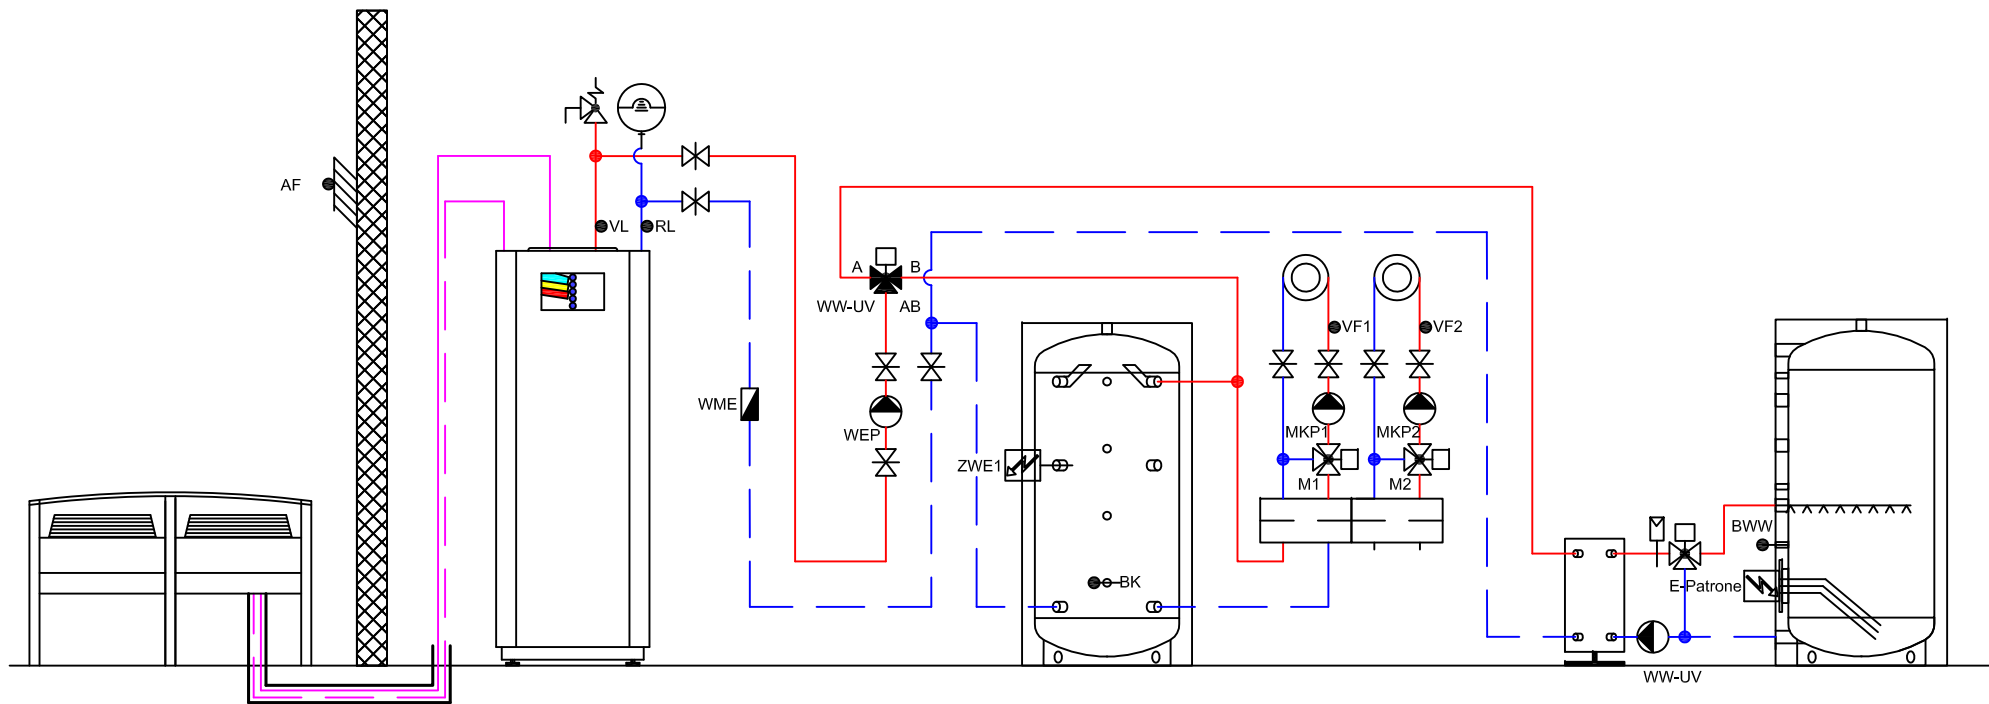 AF
VL
RL
A
B
WW-UV
AB
VF1
VF2
WME
WEP
MKP1
MKP2
ZWE1
M1
M2
BWW
BK
E-Patrone
WW-UV